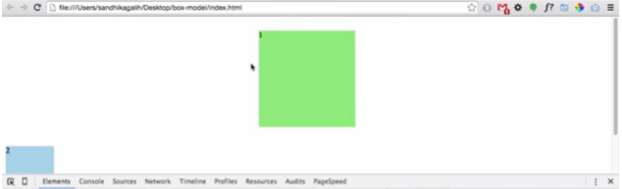 file:///Users/sandhikagalih/Desktop/box-model/index.html
f?
1
2
Elements Console Sources Network Timeline Profiles Resources Audits PageSpeed